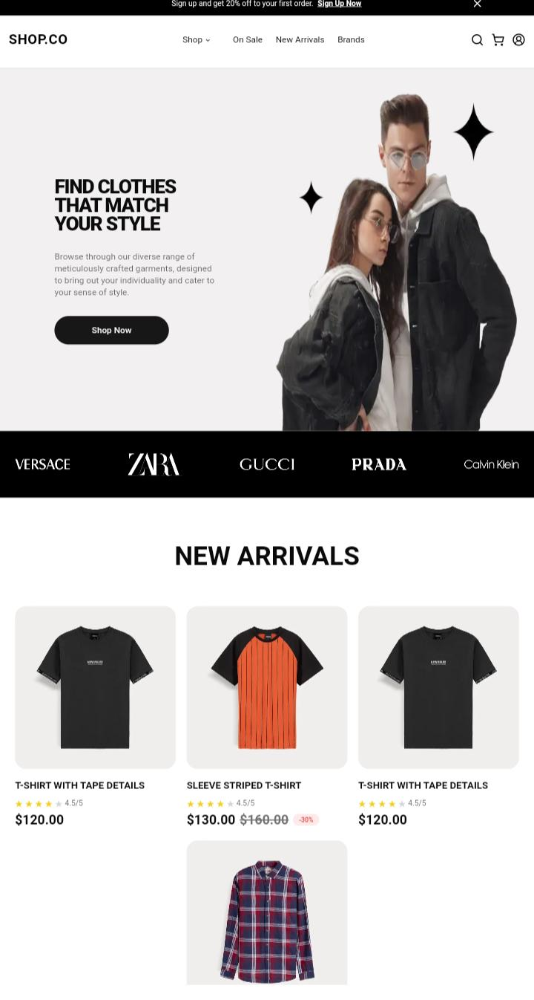 Sign up and get 20% off to your first order. Sign Up Now
SHOP.CO
Shop
On Sale
New Arrivals
Brands
FIND CLOTHES
THAT MATCH
YOUR STYLE
Browse through our diverse range of
meticulously crafted garments, designed
to bring out your individuality and cater to
your sense of style.
Shop Now
VERSACE
ZARA
GUCCI
PRADA
Calvin Klein
NEW ARRIVALS
T-SHIRT WITH TAPE DETAILS
4.5/5
$120.00
SLEEVE STRIPED T-SHIRT
4.5/5
$130.00 $160.00 -30%
T-SHIRT WITH TAPE DETAILS
4.5/5
$120.00